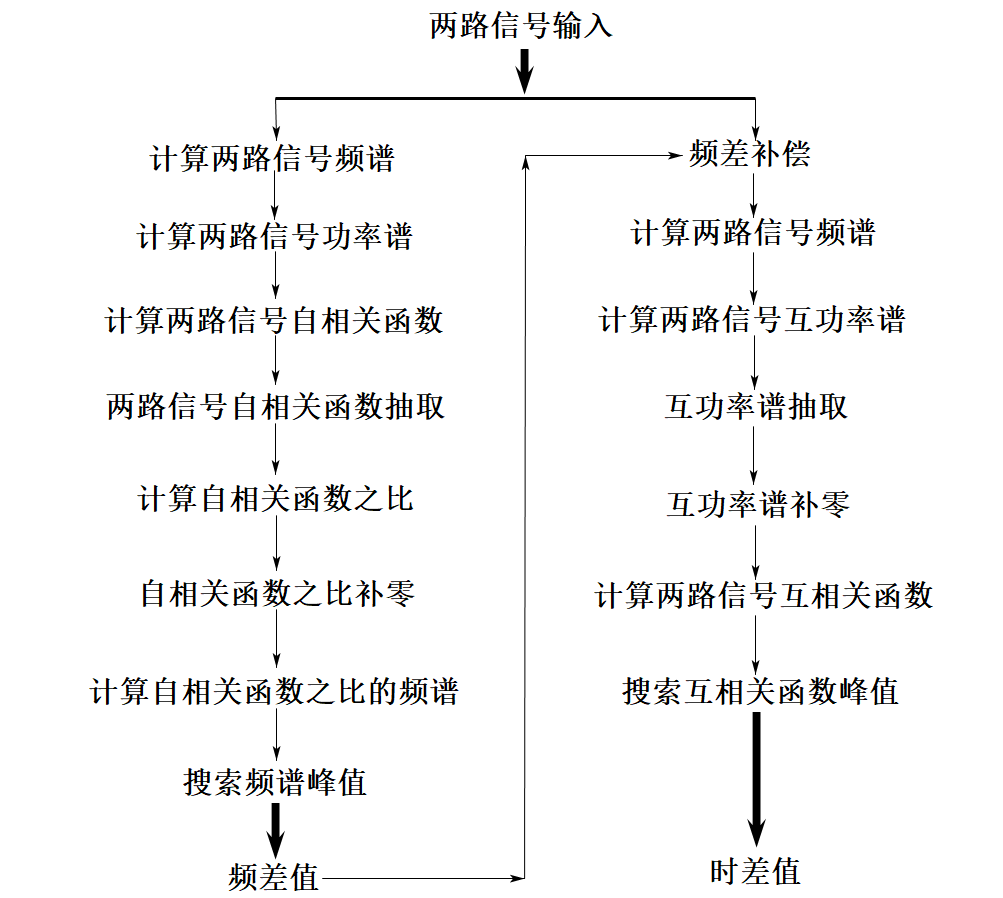 两路信号输入
计算两路信号频谱
计算两路信号功率谱
计算两路信号自相关函数
两路信号自相关函数抽取
计算自相关函数之比
自相关函数之比补零
计算自相关函数之比的频谱
搜索频谱峰值
频差值
频差补偿
计算两路信号频谱
计算两路信号互功率谱
互功率谱抽取
互功率谱补零
计算两路信号互相关函数
搜索互相关函数峰值
时差值